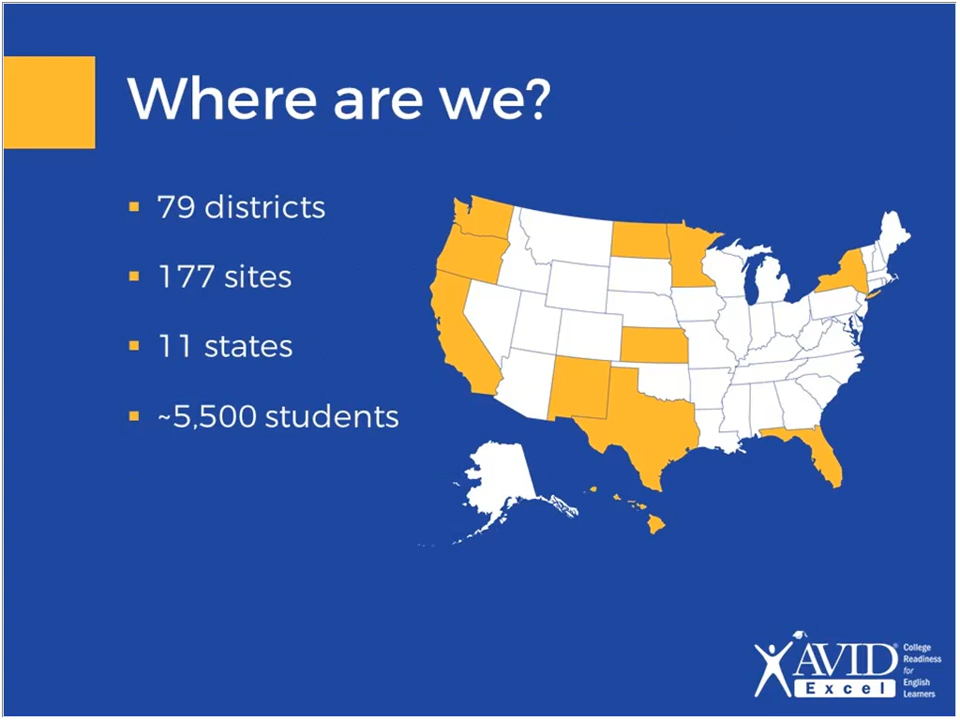 Where are we?
▪ 79 districts
▪ 177 sites
▪ 11 states
▪ ~5,500 students
AVID®
Excel
College
Readiness
for
English
Learners